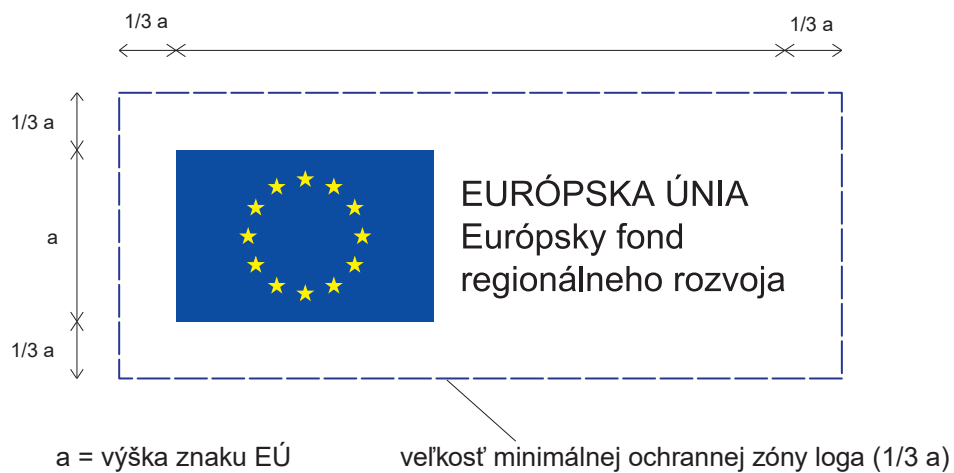 1/3 a
1/3 a
1/3 a
a
1/3 a
EURÓPSKA ÚNIA
Európsky fond
regionálneho rozvoja
a = výška znaku EÚ
veľkosť minimálnej ochrannej zóny loga (1/3 a)